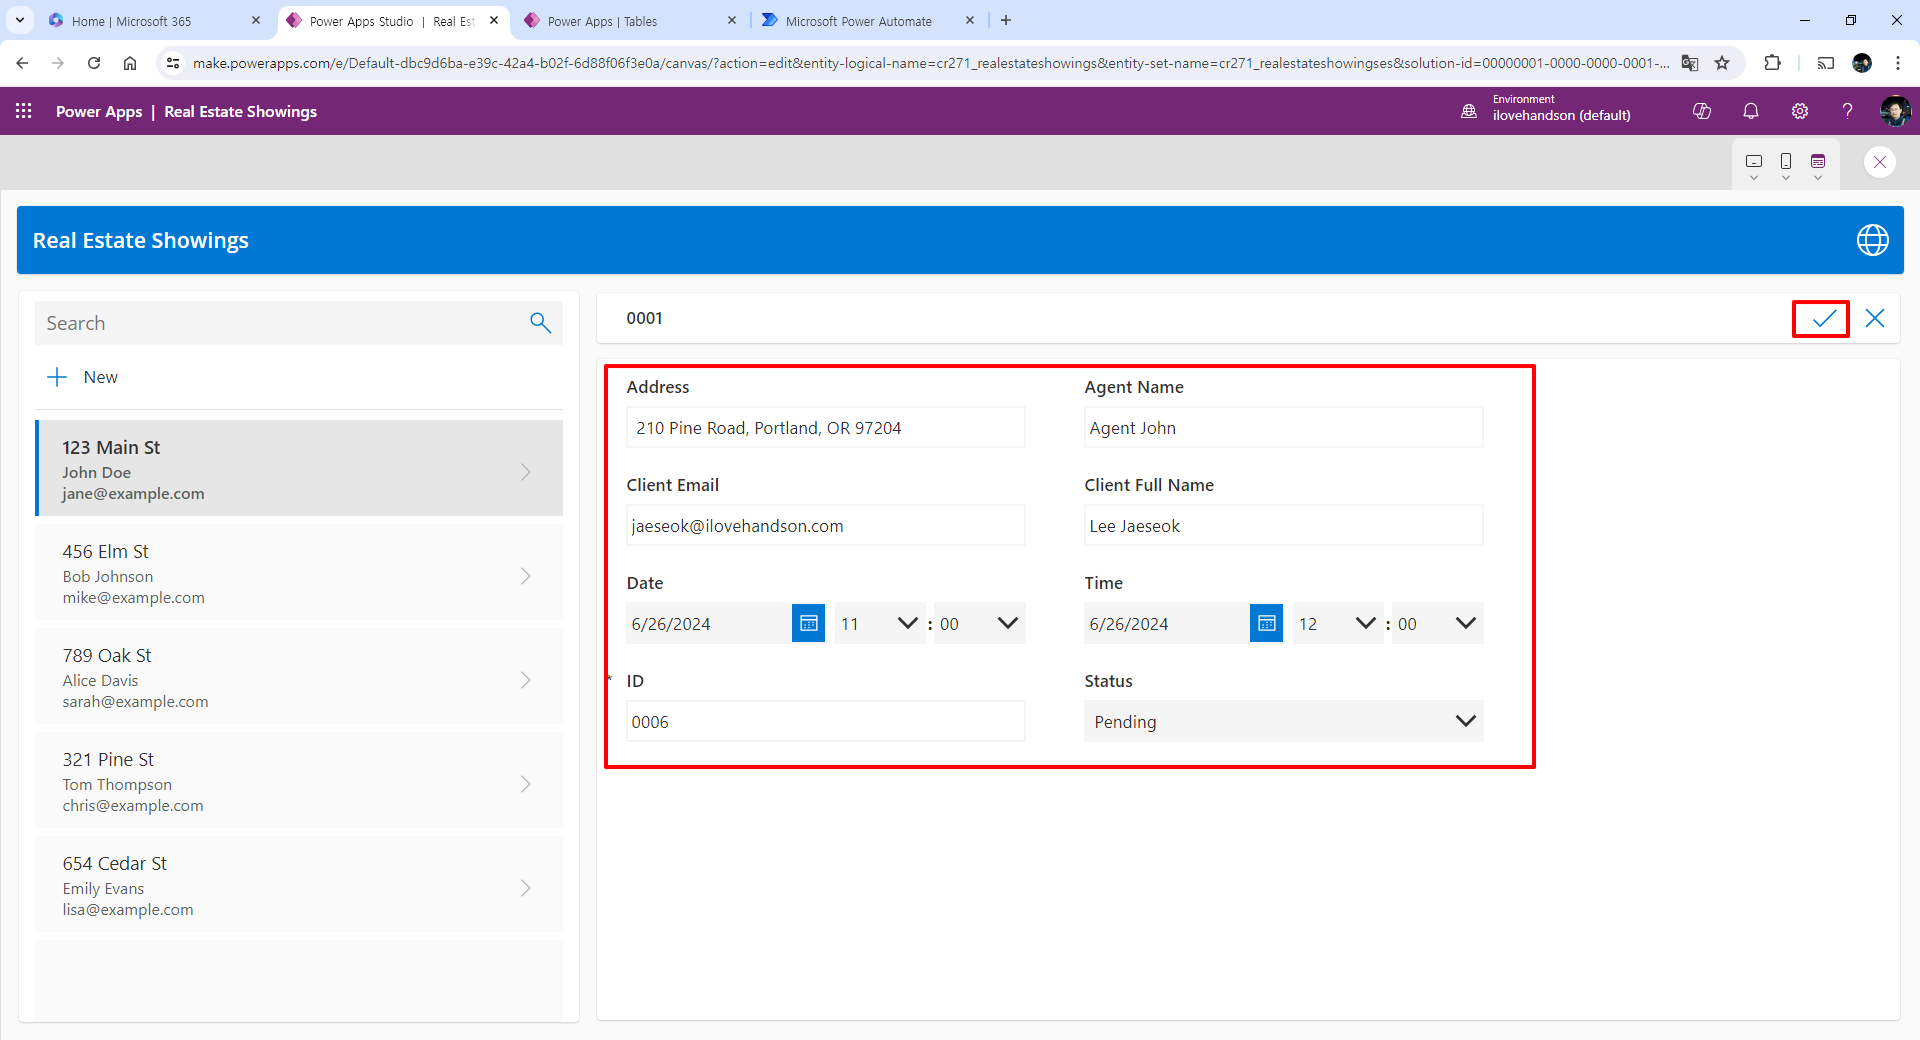 Home | Microsoft 365
Power Apps Studio | Real Est
Power Apps | Tables
Microsoft Power Automate
make.powerapps.com/e/Default-dbc9d6ba-e39c-42a4-b02f-6d88f06f3e0a/canvas/?action=edit&entity-logical-name=cr271_realestateshowings&entity-set-name=cr271_realestateshowingses&solution-id=00000001-0000-0000-0001-...
Power Apps | Real Estate Showings
Environment
ilovehandson (default)
Real Estate Showings
Search
New
123 Main St
John Doe
jane@example.com
456 Elm St
Bob Johnson
mike@example.com
789 Oak St
Alice Davis
sarah@example.com
321 Pine St
Tom Thompson
chris@example.com
654 Cedar St
Emily Evans
lisa@example.com
0001
Address
Agent Name
210 Pine Road, Portland, OR 97204
Agent John
Client Email
Client Full Name
jaeseok@ilovehandson.com
Lee Jaeseok
Date
Time
6/26/2024 11 : 00
6/26/2024 12 : 00
* ID
Status
0006
Pending